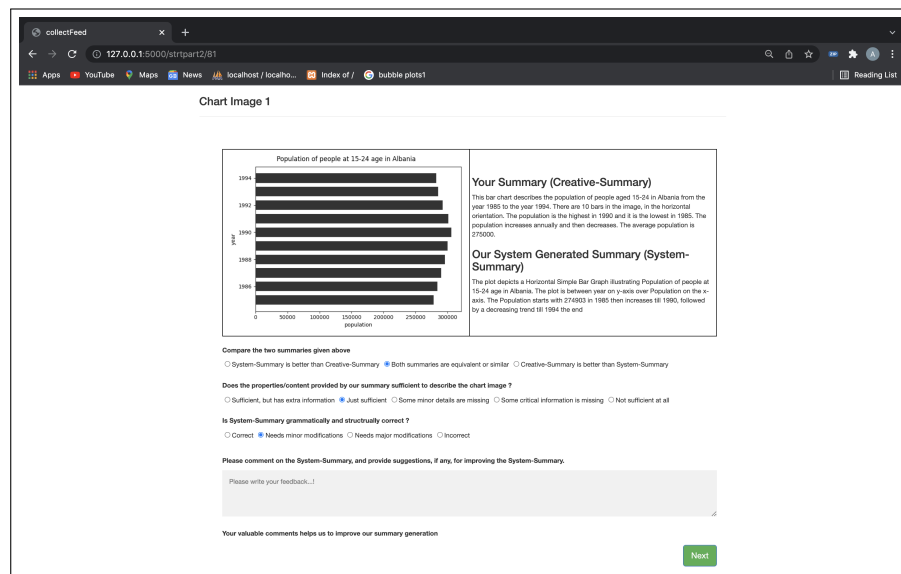 collectFeed
127.0.0.1:5000/strtpart2/81
A
Apps YouTube Maps News localhost / localho... Index of / bubble plots1
Reading List
Chart Image 1
Population of people at 15-24 age in Albania
1994
1992
1990
1988
1986
year
0 50000 100000 150000 200000 250000 300000
population
Your Summary (Creative-Summary)
This bar chart describes the population of people aged 15-24 in Albania from the
year 1985 to the year 1994. There are 10 bars in the image, in the horizontal
orientation. The population is the highest in 1990 and it is the lowest in 1985. The
population increases annually and then decreases. The average population is
275000.
Our System Generated Summary (System-
Summary)
The plot depicts a Horizontal Simple Bar Graph illustrating Population of people at
15-24 age in Albania. The plot is between year on y-axis over Population on the x-
axis. The Population starts with 274903 in 1985 then increases till 1990, followed
by a decreasing trend till 1994 the end
Compare the two summaries given above
System-Summary is better than Creative-Summary Both summaries are equivalent or similar Creative-Summary is better than System-Summary
Does the properties/content provided by our summary sufficient to describe the chart image ?
Sufficient, but has extra information Just sufficient Some minor details are missing Some critical information is missing Not sufficient at all
Is System-Summary grammatically and structrually correct ?
Correct Needs minor modifications Needs major modifications Incorrect
Please comment on the System-Summary, and provide suggestions, if any, for improving the System-Summary.
Please write your feedback...!
Your valuable comments helps us to improve our summary generation
Next